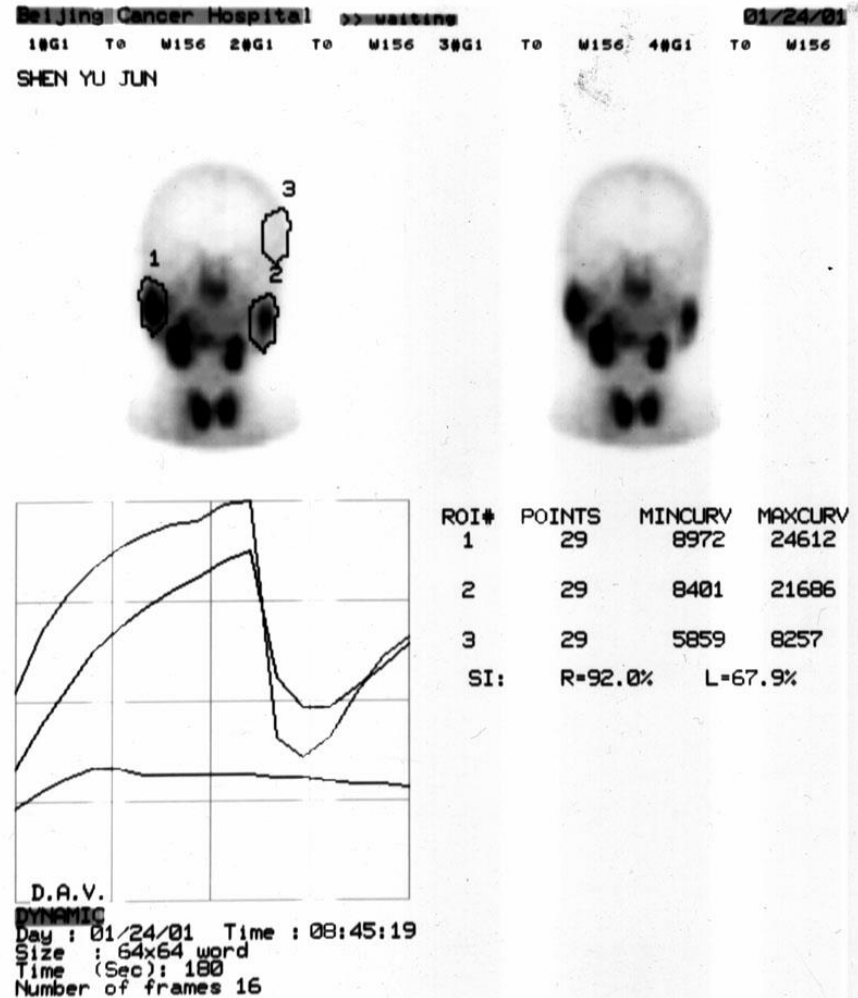 Beijing Cancer Hospital >> waiting 01/24/01
1#G1 T0 W156 2#G1 T0 W156 3#G1 T0 W156 4#G1 T0 W156
SHEN YU JUN
3
1
2
ROI# POINTS MINCURV MAXCURV
1 29 8972 24612
2 29 8401 21686
3 29 5859 8257
SI: R=92.0% L=67.9%
D.A.V.
DYNAMIC
Day : 01/24/01 Time : 08:45:19
Size : 64x64 word
Time (Sec): 180
Number of frames 16